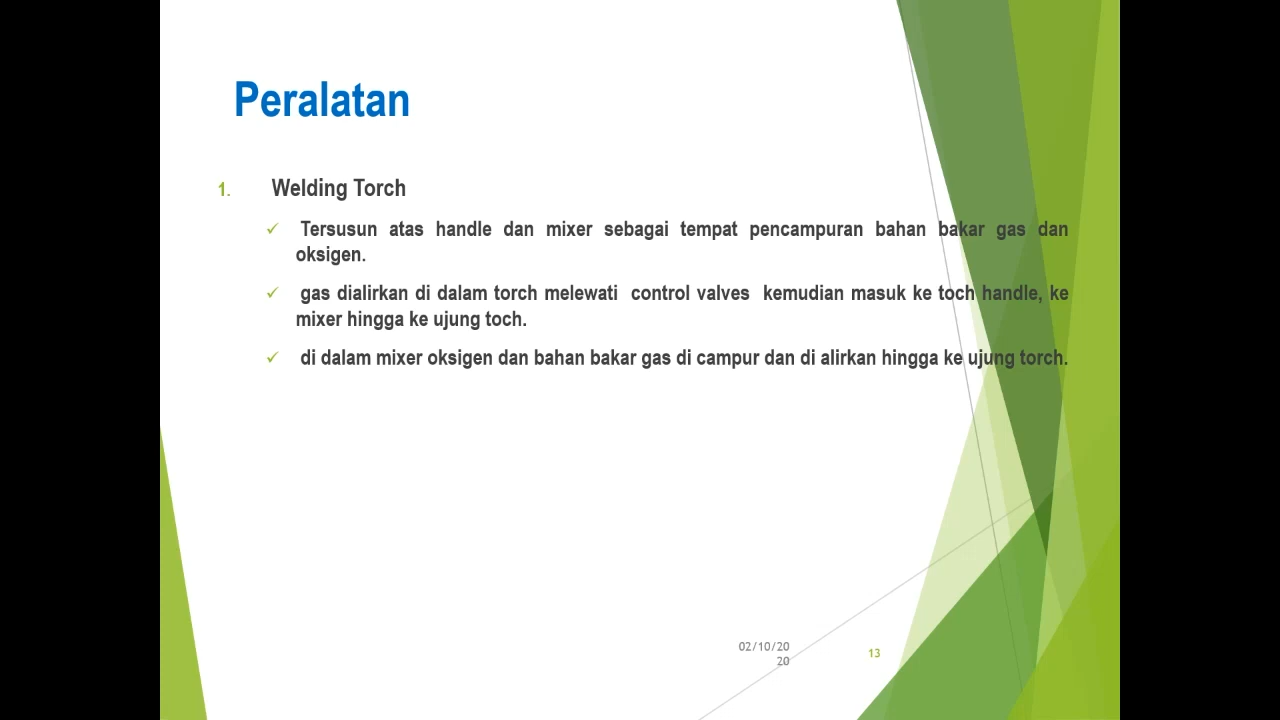 Peralatan
1. Welding Torch
✓ Tersusun atas handle dan mixer sebagai tempat pencampuran bahan bakar gas dan
oksigen.
✓ gas dialirkan di dalam torch melewati control valves kemudian masuk ke toch handle, ke
mixer hingga ke ujung toch.
✓ di dalam mixer oksigen dan bahan bakar gas di campur dan di alirkan hingga ke ujung torch.
02/10/20
20
13